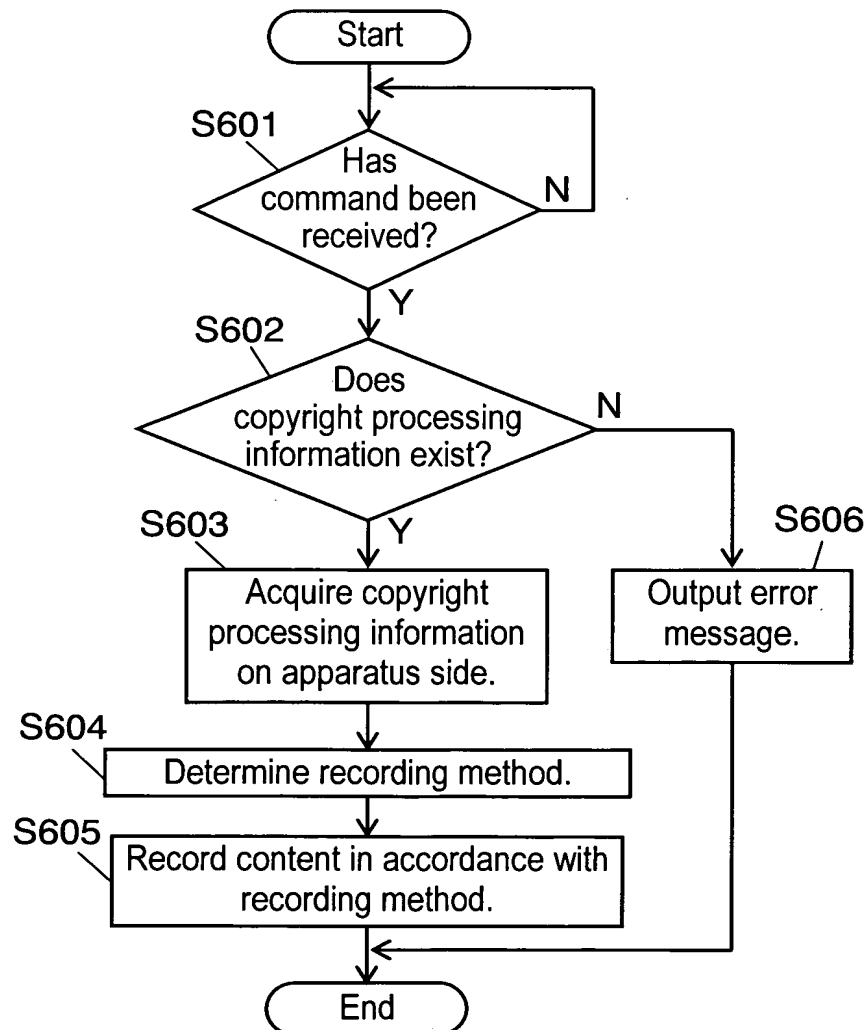 Start
S601
Has
command been
received?
N
Y
S602
Does
copyright processing
information exist?
N
Y
S603
Acquire copyright
processing information
on apparatus side.
S606
Output error
message.
S604
Determine recording method.
S605
Record content in accordance with
recording method.
End